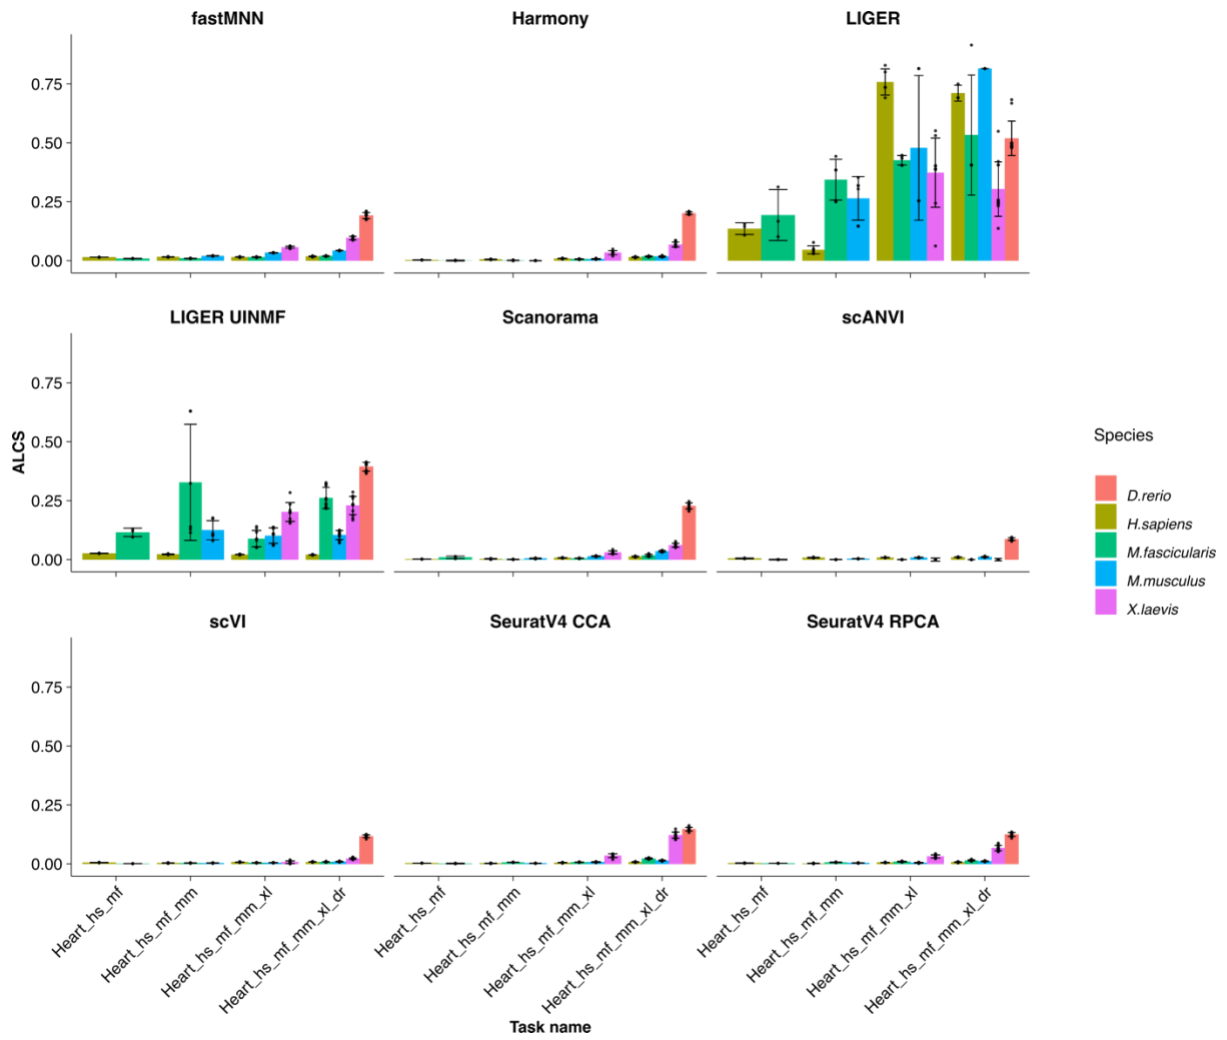 fastMNN
Harmony
LIGER
0.75
0.50
0.25
0.00
LIGER UINMF
Scanorama
scANVI
0.75
0.50
0.25
0.00
ALCS
scVI
SeuratV4 CCA
SeuratV4 RPCA
0.75
0.50
0.25
0.00
Heart_hs_mf
Heart_hs_mf_mm
Heart_hs_mf_mm_xl
Heart_hs_mf_mm_xl_dr
Heart_hs_mf
Heart_hs_mf_mm
Heart_hs_mf_mm_xl
Heart_hs_mf_mm_xl_dr
Heart_hs_mf
Heart_hs_mf_mm
Heart_hs_mf_mm_xl
Heart_hs_mf_mm_xl_dr
Task name
Species
D.rerio
H.sapiens
M.fascicularis
M.musculus
X.laevis